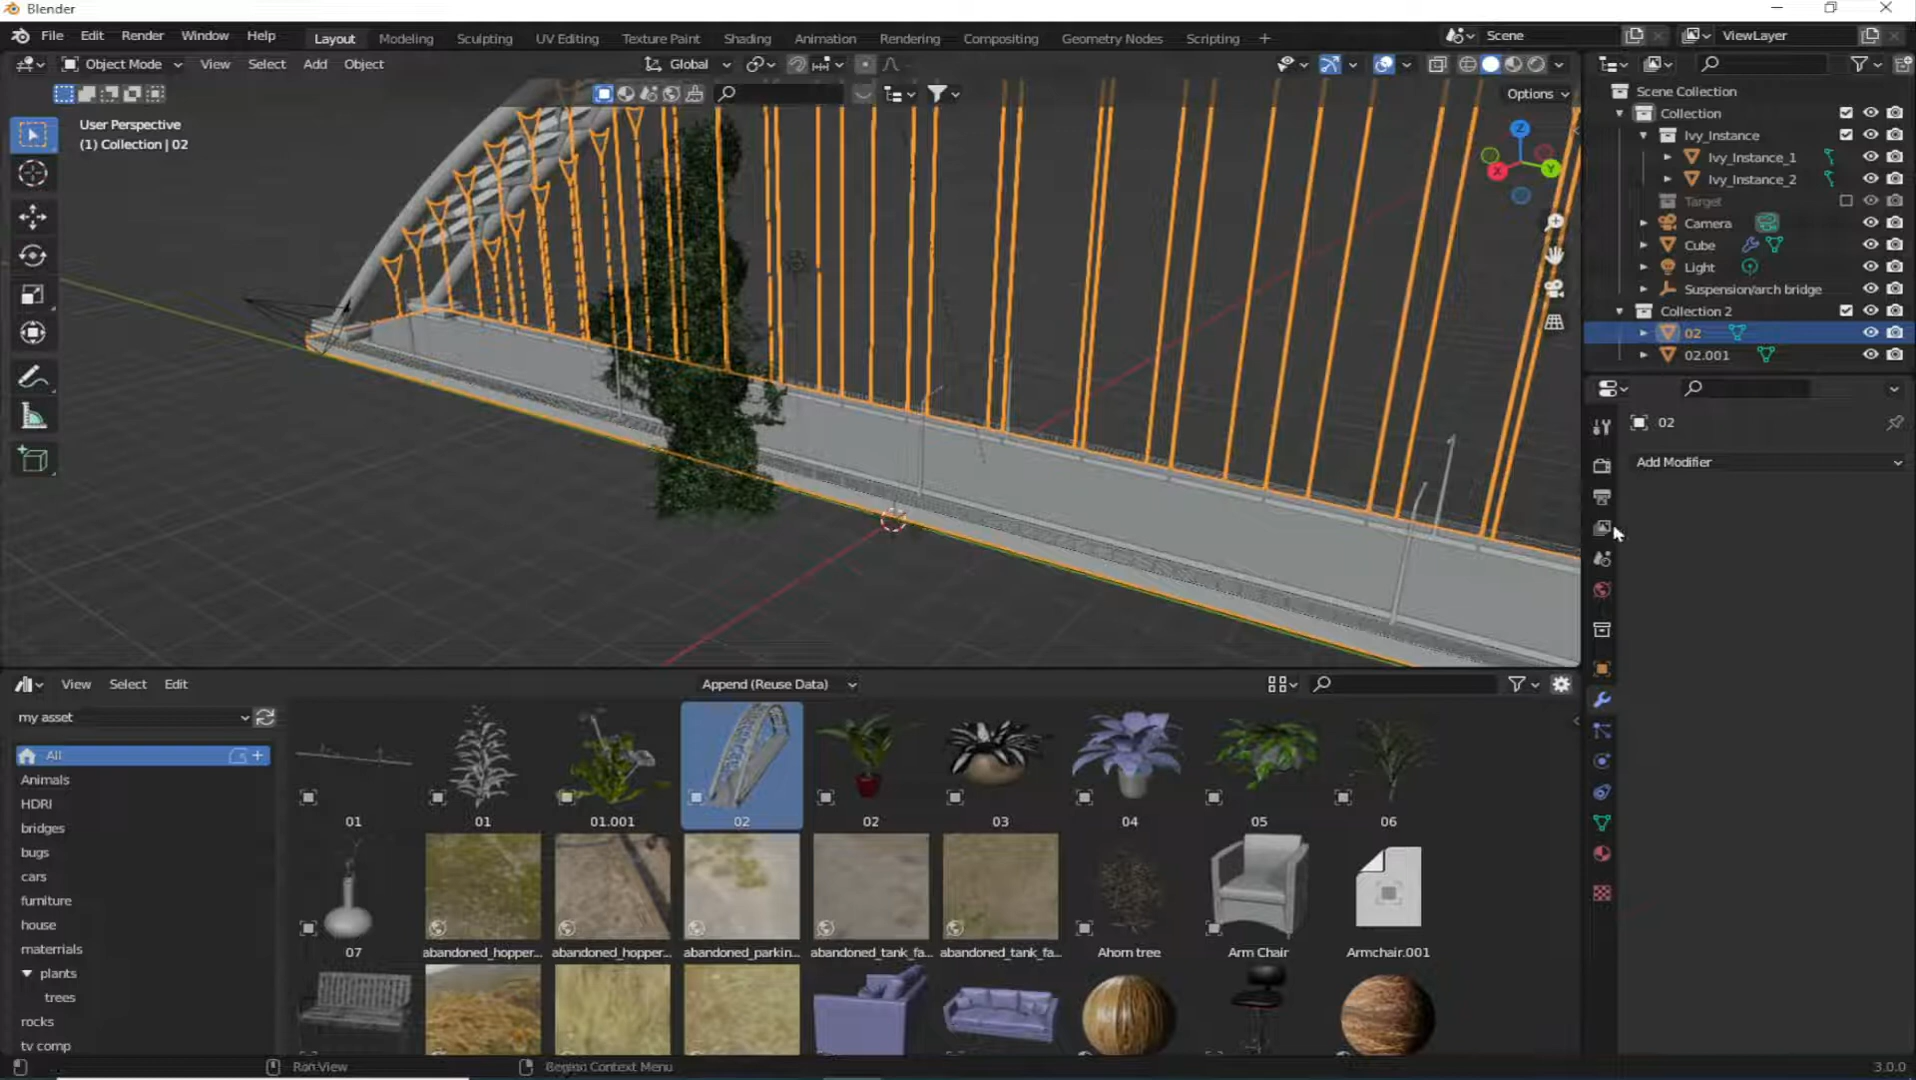 Blender
File Edit Render Window Help
Layout Modeling Sculpting UV Editing Texture Paint Shading Animation Rendering Compositing Geometry Nodes Scripting
Scene
ViewLayer
Object Mode View Select Add Object
Global
Options
User Perspective
(1) Collection | 02
Z
X
Y
Scene Collection
Collection
Ivy_Instance
Ivy_Instance_1
Ivy_Instance_2
Target
Camera
Cube
Light
Suspension/arch bridge
Collection 2
02
02.001
02
Add Modifier
View Select Edit
Append (Reuse Data)
my asset
All
Animals
HDRI
bridges
bugs
cars
furniture
house
materrials
plants
trees
rocks
tv comp
01 01 01.001 02 02 03 04 05 06
07 abandoned_hopper... abandoned_hopper... abandoned_parkin... abandoned_tank_fa... abandoned_tank_fa... Ahorn tree Arm Chair Armchair.001
View
Context Menu
3.0.0